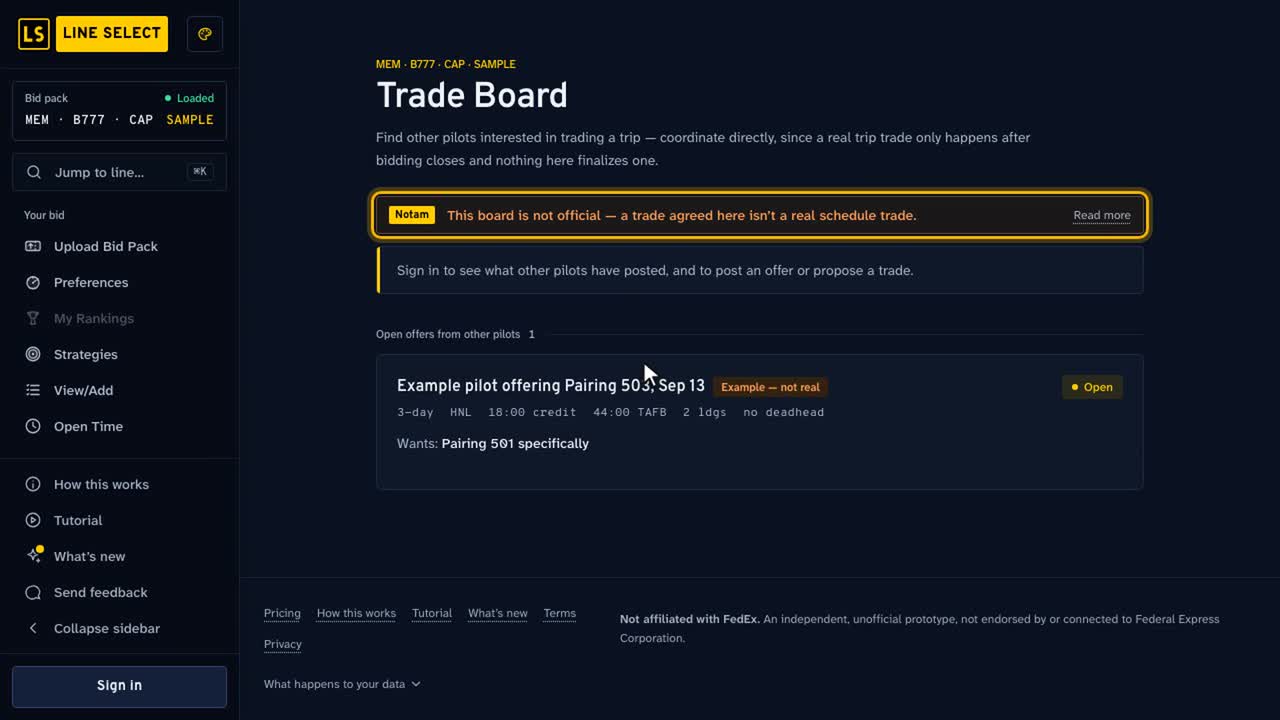 LS LINE SELECT
Bid pack Loaded
MEM · B777 · CAP SAMPLE
Jump to line... ⌘K
Your bid
Upload Bid Pack
Preferences
My Rankings
Strategies
View/Add
Open Time
How this works
Tutorial
What's new
Send feedback
Collapse sidebar
Sign in
MEM · B777 · CAP · SAMPLE
Trade Board
Find other pilots interested in trading a trip — coordinate directly, since a real trip trade only happens after
bidding closes and nothing here finalizes one.
Notam This board is not official — a trade agreed here isn't a real schedule trade. Read more
Sign in to see what other pilots have posted, and to post an offer or propose a trade.
Open offers from other pilots 1
Example pilot offering Pairing 503, Sep 13 Example — not real Open
3-day HNL 18:00 credit 44:00 TAFB 2 ldgs no deadhead
Wants: Pairing 501 specifically
Pricing How this works Tutorial What's new Terms
Privacy
What happens to your data
Not affiliated with FedEx. An independent, unofficial prototype, not endorsed by or connected to Federal Express
Corporation.